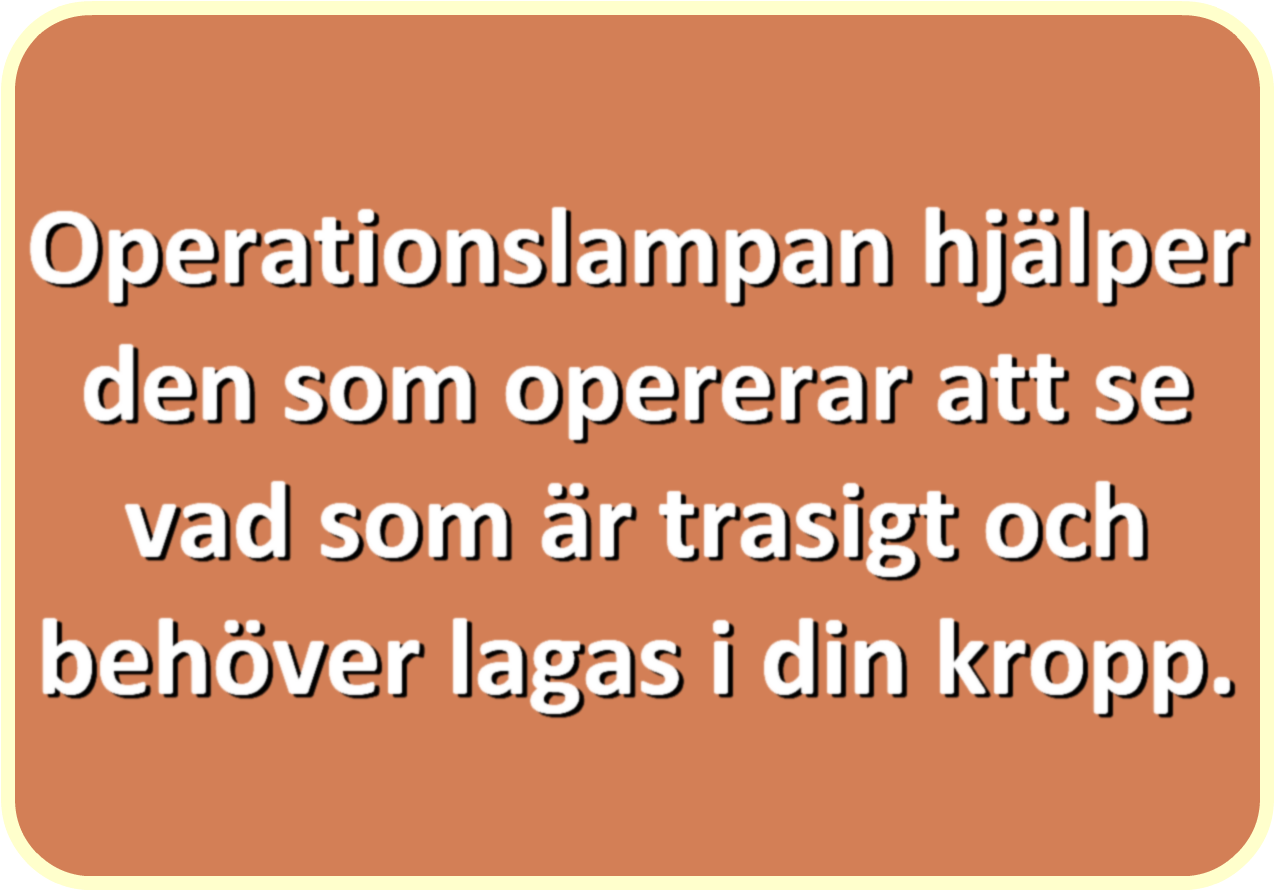 Operationslampan hjälper
den som opererar att se
vad som är trasigt och
behöver lagas i din kropp.